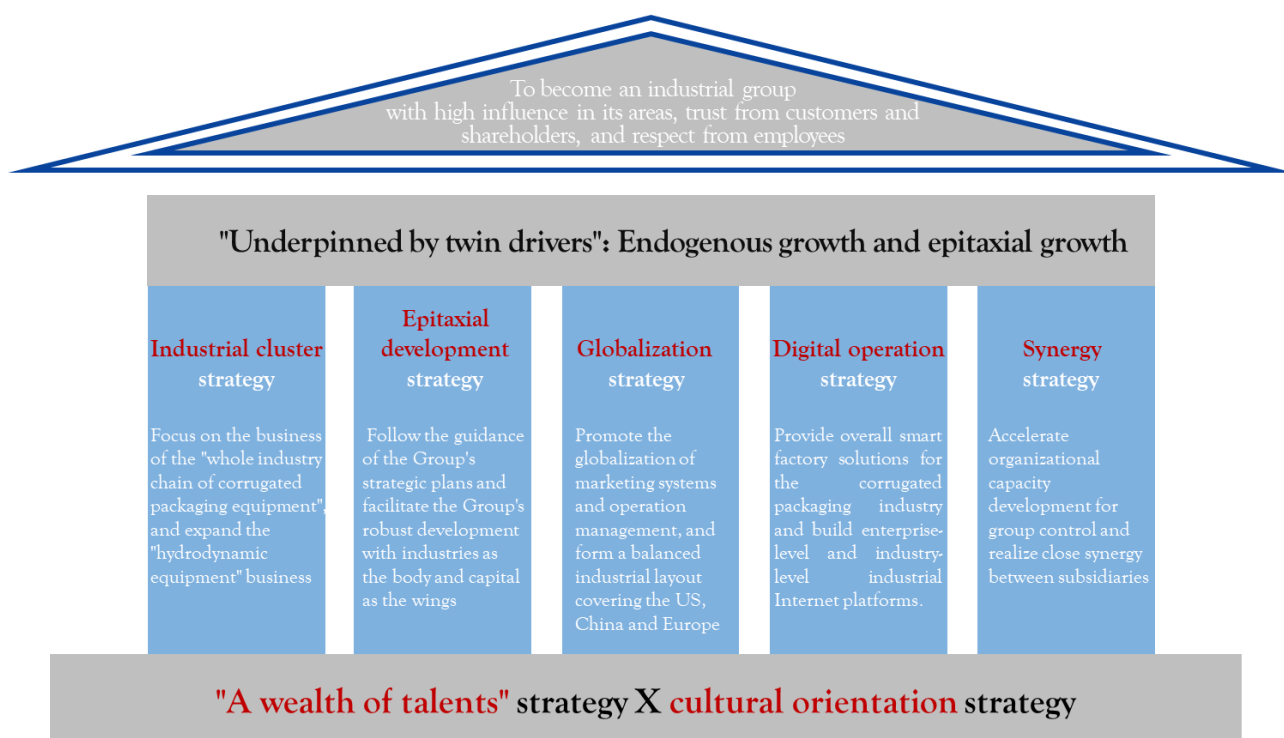 To become an industrial group
with high influence in its areas, trust from customers and
shareholders, and respect from employees
"Underpinned by twin drivers": Endogenous growth and epitaxial growth
Industrial cluster
strategy
Focus on the business
of the "whole industry
chain of corrugated
packaging equipment",
and expand the
"hydrodynamic
equipment" business
Epitaxial
development
strategy
Follow the guidance
of the Group's
strategic plans and
facilitate the Group's
robust development
with industries as
the body and capital
as the wings
Globalization
strategy
Promote the
globalization of
marketing systems
and operation
management, and
form a balanced
industrial layout
covering the US,
China and Europe
Digital operation
strategy
Provide overall smart
factory solutions for
the corrugated
packaging industry
and build enterprise-
level and industry-
level industrial
Internet platforms.
Synergy
strategy
Accelerate
organizational
capacity
development for
group control and
realize close synergy
between subsidiaries
"A wealth of talents" strategy X cultural orientation strategy